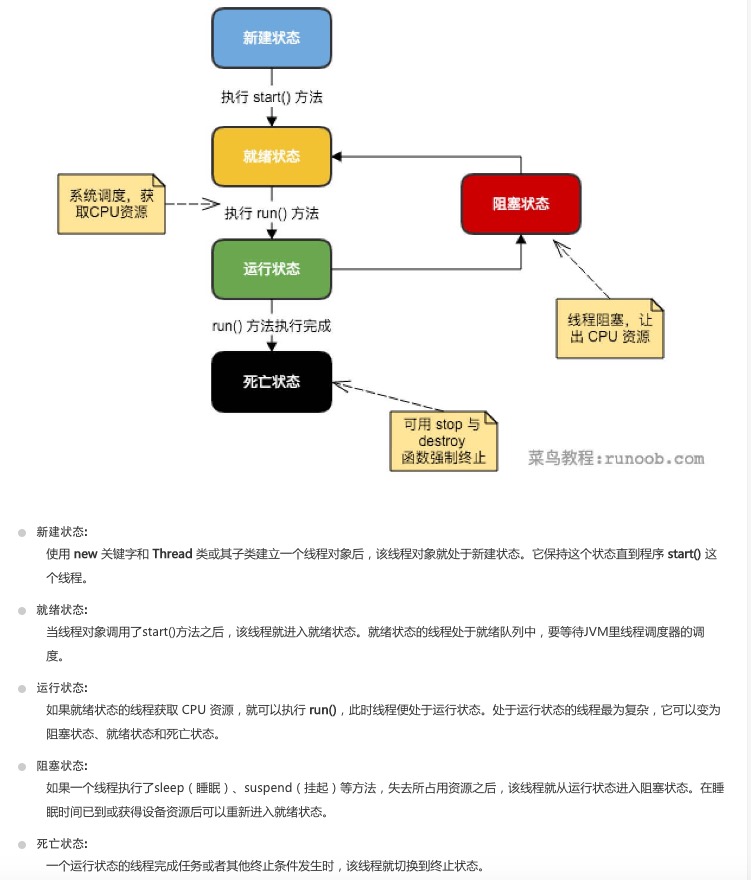 新建状态
执行 start() 方法
就绪状态
系统调度，获
取CPU资源
执行 run() 方法
阻塞状态
运行状态
线程阻塞，让
出 CPU 资源
run() 方法执行完成
死亡状态
可用 stop 与
destroy
函数强制终止
菜鸟教程:runoob.com
新建状态:
使用 new 关键字和 Thread 类或其子类建立一个线程对象后，该线程对象就处于新建状态。它保持这个状态直到程序 start() 这
个线程。
就绪状态:
当线程对象调用了start()方法之后，该线程就进入就绪状态。就绪状态的线程处于就绪队列中，要等待JVM里线程调度器的调
度。
运行状态:
如果就绪状态的线程获取 CPU 资源，就可以执行 run()，此时线程便处于运行状态。处于运行状态的线程最为复杂，它可以变为
阻塞状态、就绪状态和死亡状态。
阻塞状态:
如果一个线程执行了sleep（睡眠）、suspend（挂起）等方法，失去所占用资源之后，该线程就从运行状态进入阻塞状态。在睡
眠时间已到或获得设备资源后可以重新进入就绪状态。
死亡状态:
一个运行状态的线程完成任务或者其他终止条件发生时，该线程就切换到终止状态。